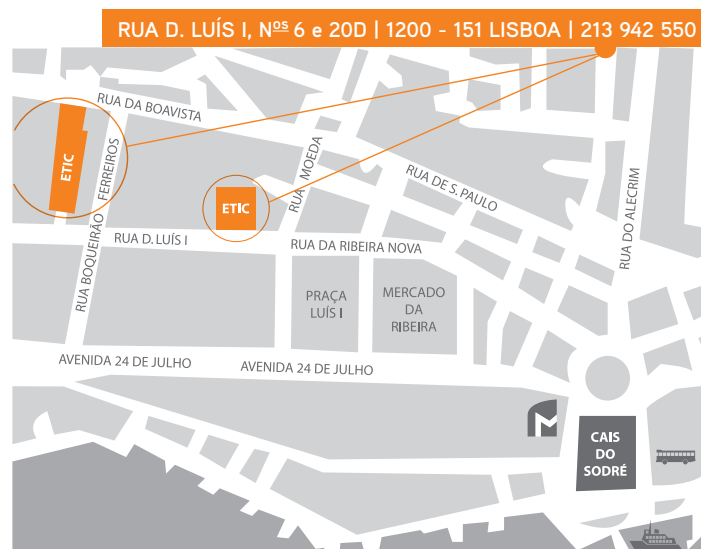 RUA D. LUÍS I, Nºˢ 6 e 20D | 1200 - 151 LISBOA | 213 942 550
RUA DA BOAVISTA
ETIC
RUA BOQUEIRÃO FERREIROS
ETIC
RUA MOEDA
RUA DE S. PAULO
RUA DO ALECRIM
RUA D. LUÍS I
RUA DA RIBEIRA NOVA
PRAÇA
LUÍS I
MERCADO
DA
RIBEIRA
AVENIDA 24 DE JULHO
AVENIDA 24 DE JULHO
M
CAIS
DO
SODRÉ